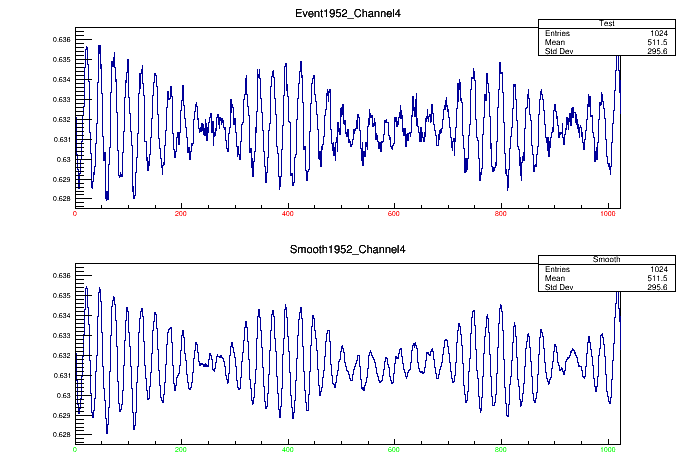 Event1952_Channel4
Test
Entries 1024
Mean 511.5
Std Dev 295.6
0.636
0.635
0.634
0.633
0.632
0.631
0.63
0.629
0.628
0 200 400 600 800 1000
Smooth1952_Channel4
Smooth
Entries 1024
Mean 511.5
Std Dev 295.6
0.636
0.635
0.634
0.633
0.632
0.631
0.63
0.629
0.628
0 200 400 600 800 1000